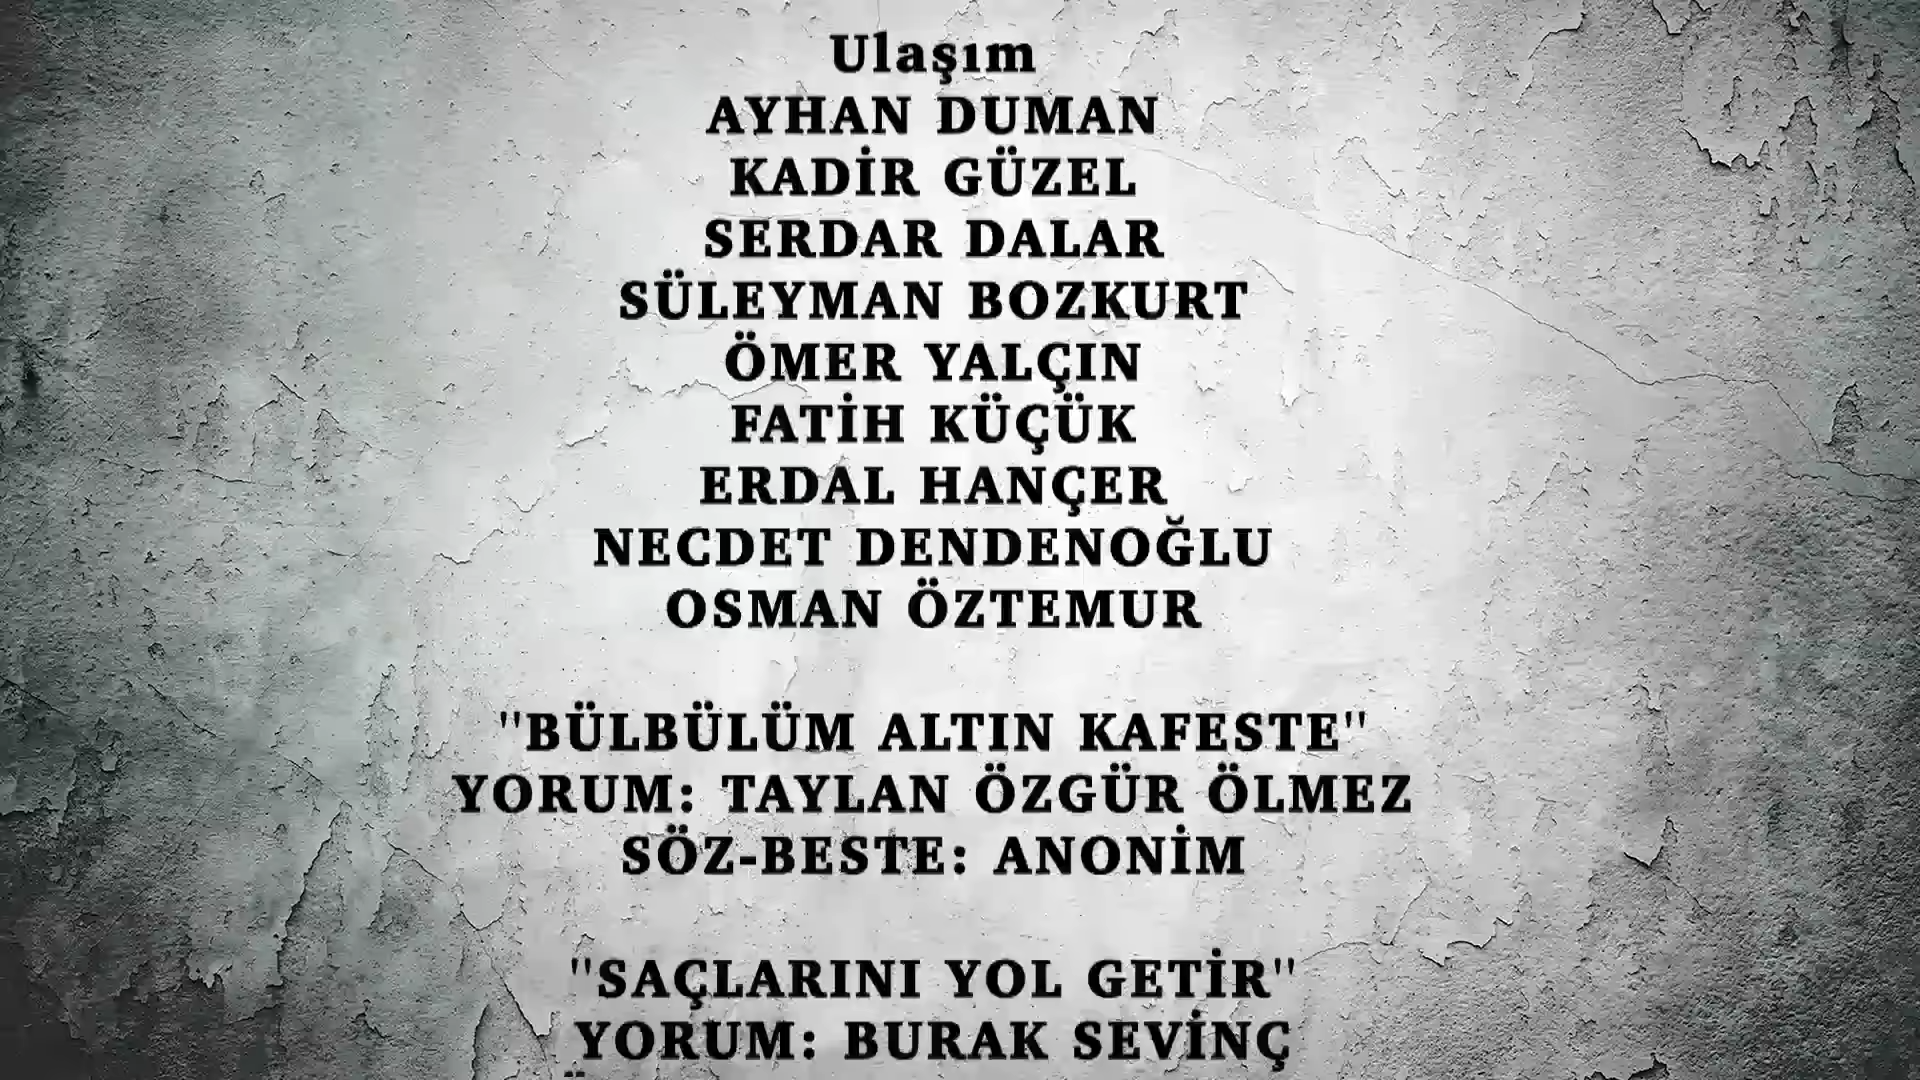 Ulaşım
AYHAN DUMAN
KADİR GÜZEL
SERDAR DALAR
SÜLEYMAN BOZKURT
ÖMER YALÇIN
FATİH KÜÇÜK
ERDAL HANÇER
NECDET DENDENOĞLU
OSMAN ÖZTEMUR
"BÜLBÜLÜM ALTIN KAFESTE"
YORUM: TAYLAN ÖZGÜR ÖLMEZ
SÖZ-BESTE: ANONİM
"SAÇLARINI YOL GETİR"
YORUM: BURAK SEVİNÇ